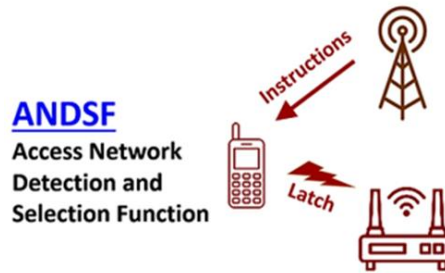 ANDSF
Access Network
Detection and
Selection Function
Instructions
Latch